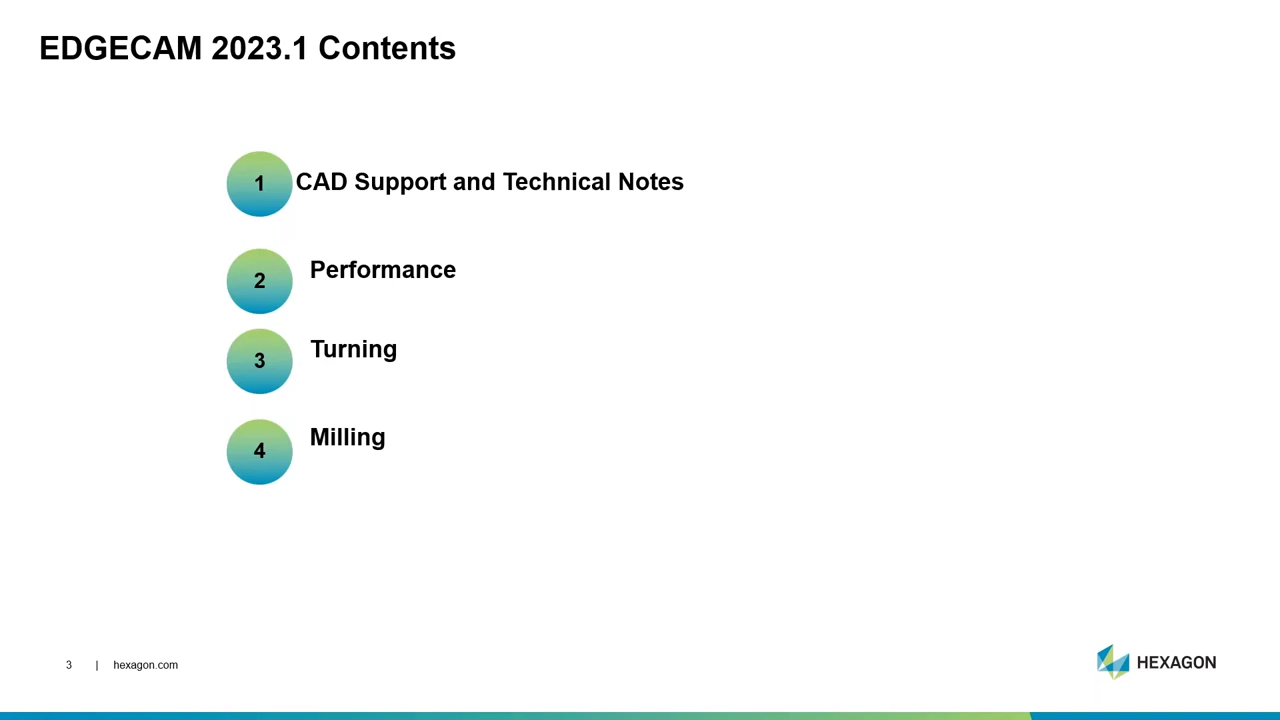 EDGECAM 2023.1 Contents
1 CAD Support and Technical Notes
2 Performance
3 Turning
4 Milling
3 | hexagon.com
HEXAGON